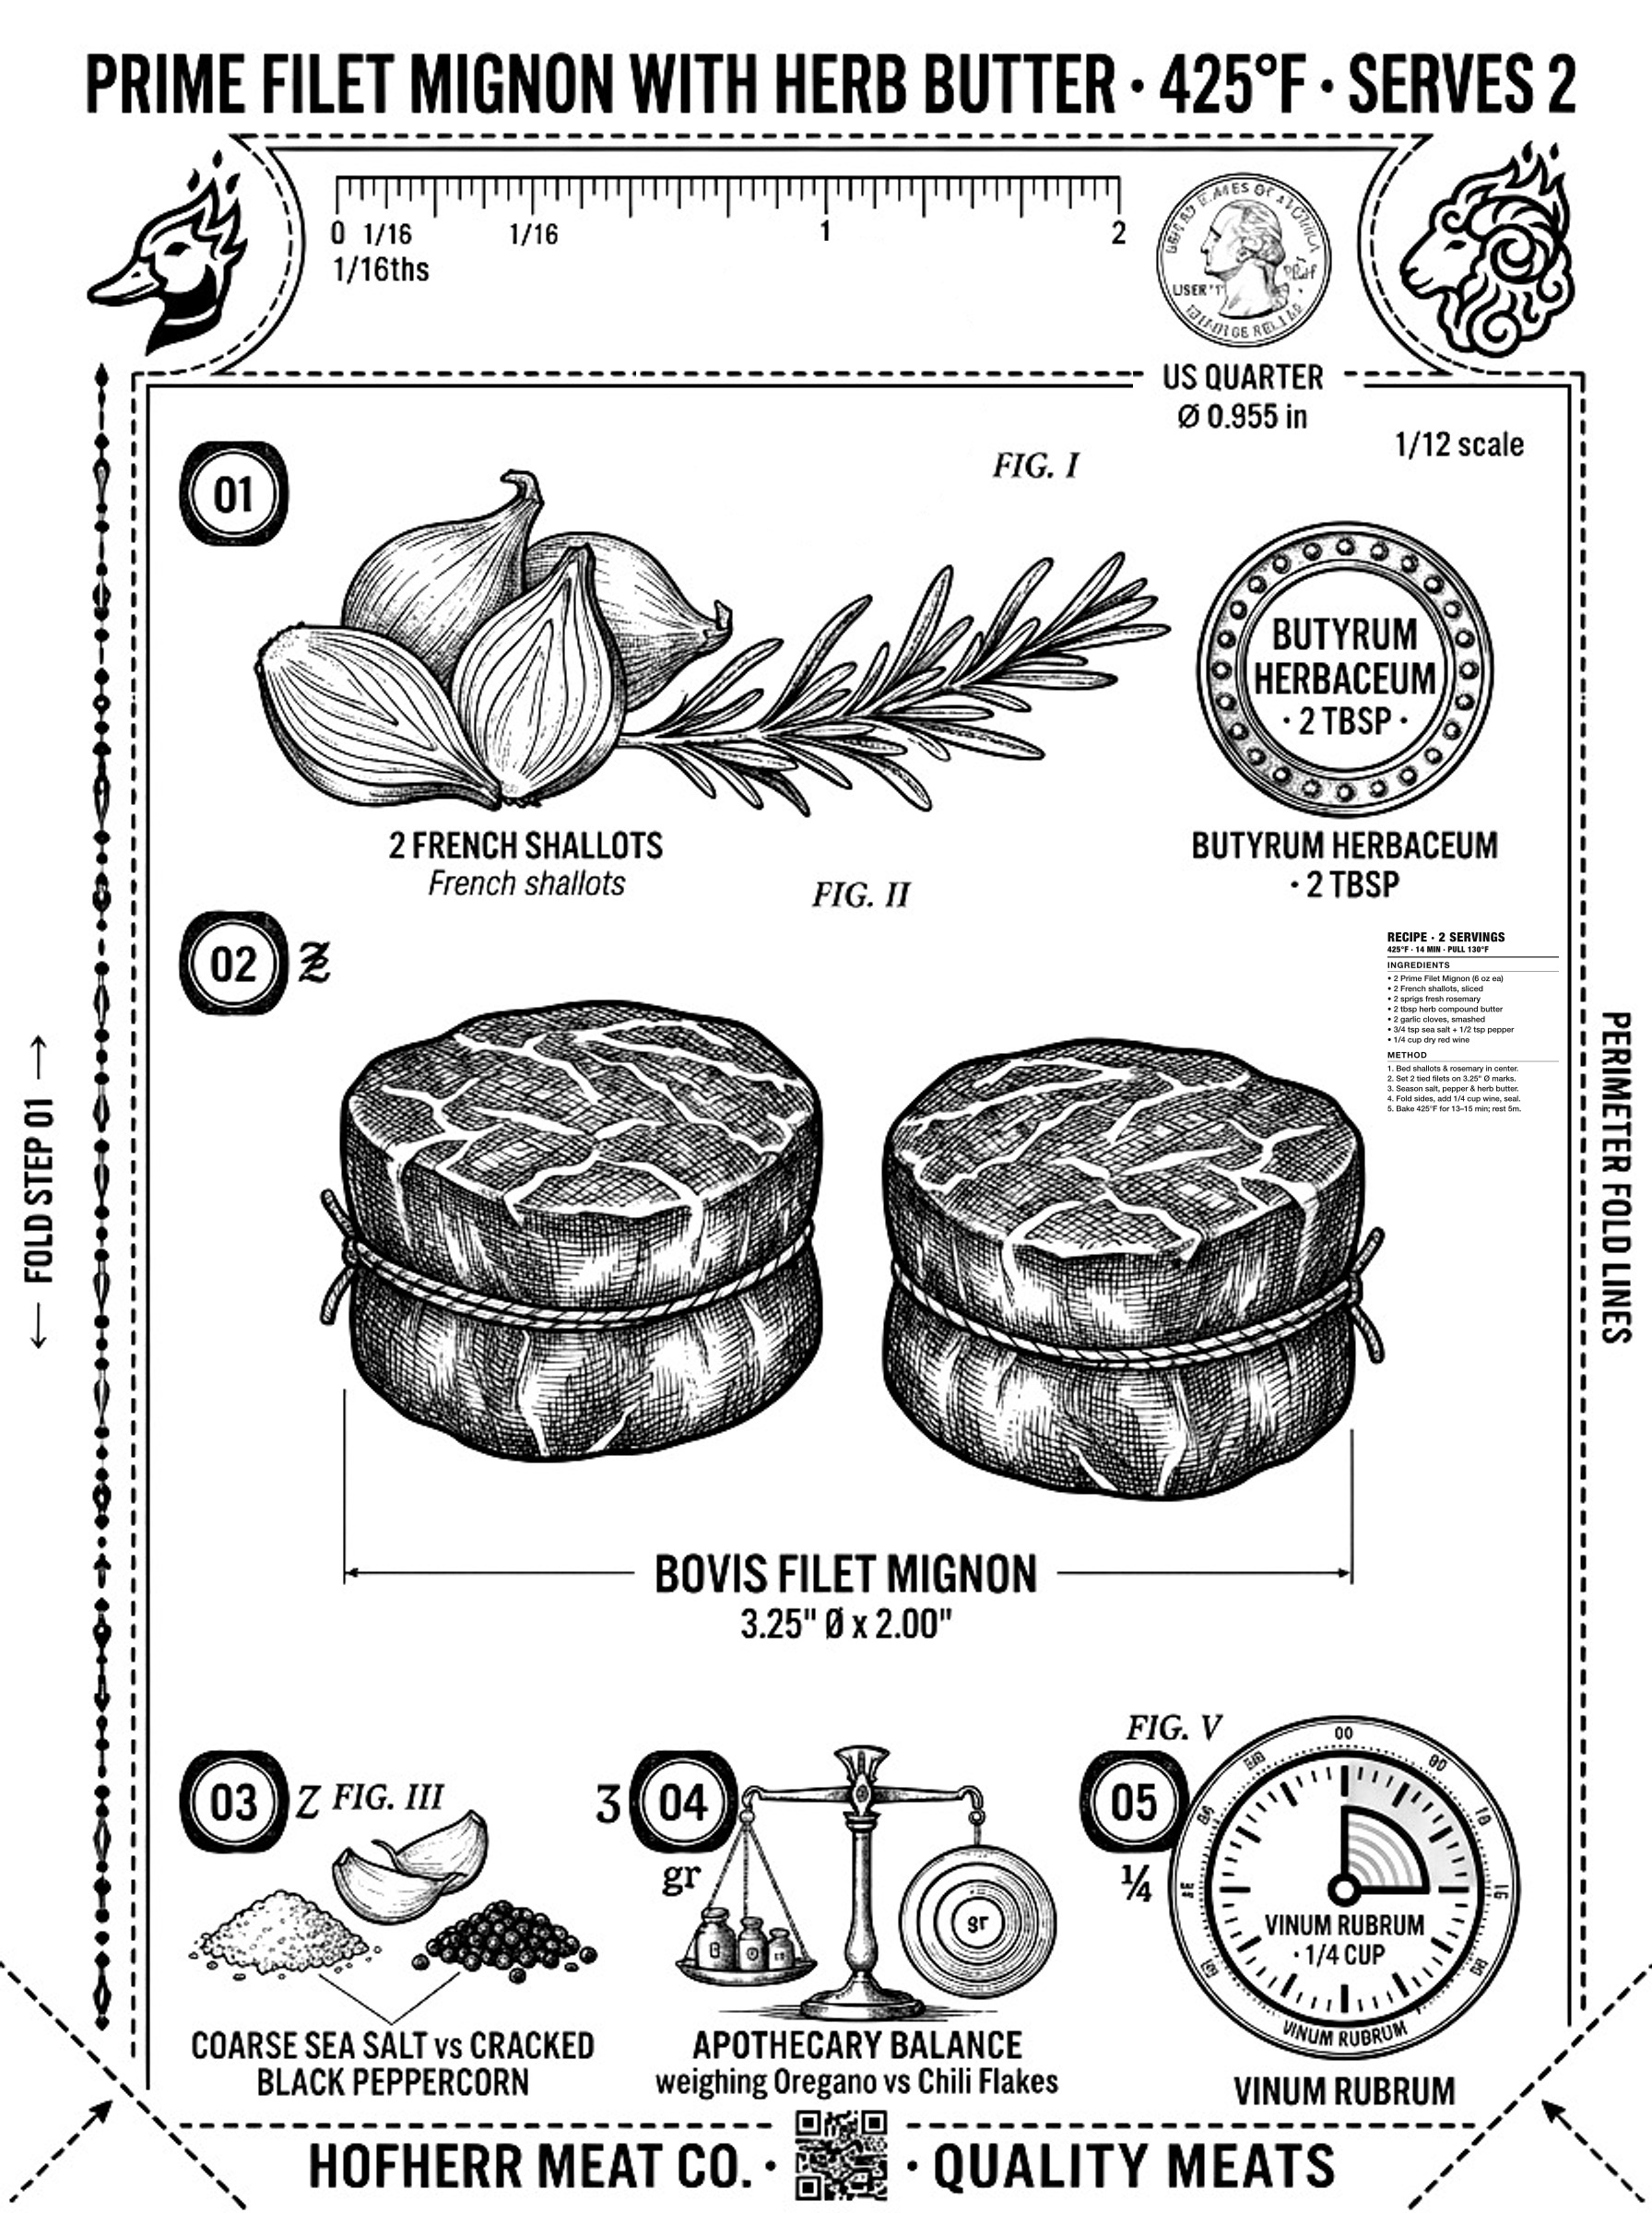 PRIME FILET MIGNON WITH HERB BUTTER · 425°F · SERVES 2
0 1/16 1/16 1 2
1/16ths
US QUARTER
Ø 0.955 in
1/12 scale
01
FIG. I
BUTYRUM
HERBACEUM
· 2 TBSP ·
2 FRENCH SHALLOTS
French shallots
BUTYRUM HERBACEUM
· 2 TBSP
FIG. II
02
RECIPE · 2 SERVINGS
425°F · 14 MIN · PULL 130°F
INGREDIENTS
• 2 Prime Filet Mignon (6 oz ea)
• 2 French shallots, sliced
• 2 sprigs fresh rosemary
• 2 tbsp herb compound butter
• 2 garlic cloves, smashed
• 3/4 tsp sea salt + 1/2 tsp pepper
• 1/4 cup dry red wine
METHOD
1. Bed shallots & rosemary in center.
2. Set 2 tied filets on 3.25" Ø marks.
3. Season salt, pepper & herb butter.
4. Fold sides, add 1/4 cup wine, seal.
5. Bake 425°F for 13–15 min; rest 5m.
← FOLD STEP 01 →
PERIMETER FOLD LINES
BOVIS FILET MIGNON
3.25" Ø x 2.00"
03 Z FIG. III
3 04
gr
gr
FIG. V
05
¼
00
VINUM RUBRUM
· 1/4 CUP
VINUM RUBRUM
COARSE SEA SALT vs CRACKED
BLACK PEPPERCORN
APOTHECARY BALANCE
weighing Oregano vs Chili Flakes
VINUM RUBRUM
HOFHERR MEAT CO. · · QUALITY MEATS